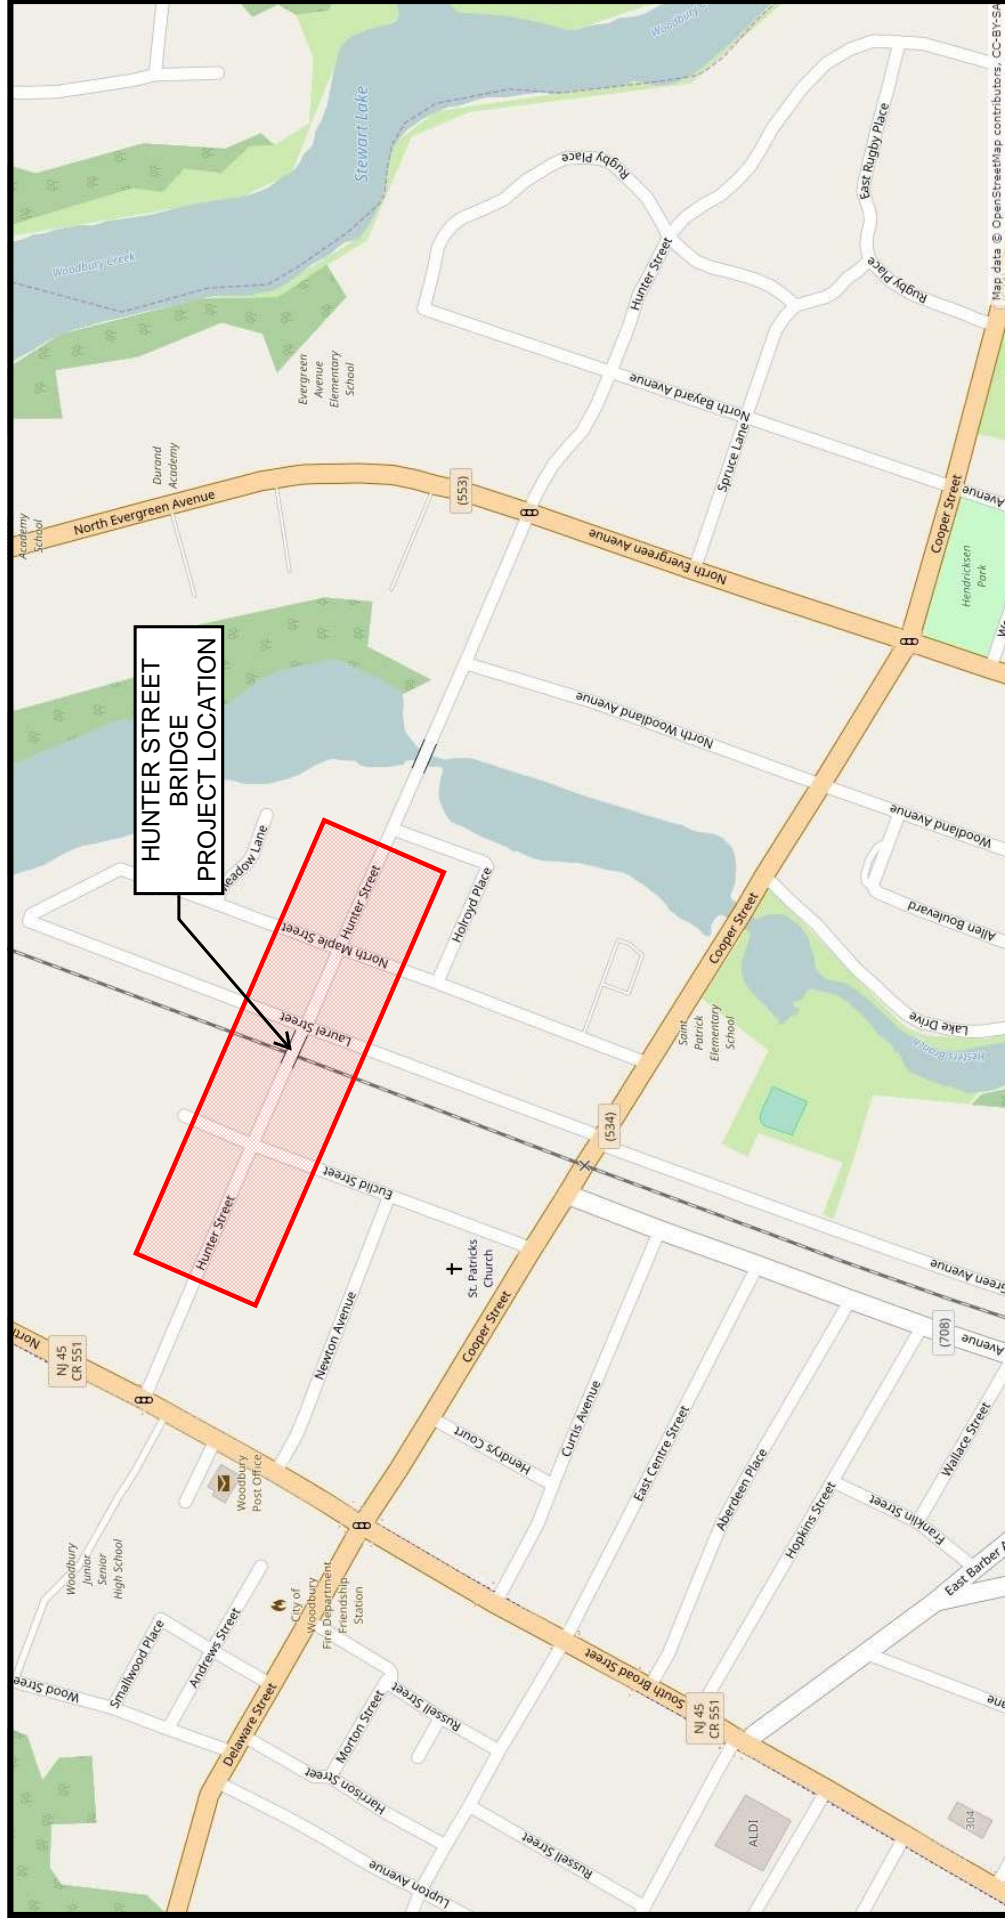 HUNTER STREET
BRIDGE
PROJECT LOCATION
Woodbury Creek
Stewart Lake
Rugby Place
East Rugby Place
Rugby Place
Hunter Street
North Bayard Avenue
Spruce Lane
Evergreen
Avenue
Elementary
School
Durand
Academy
Academy
School
North Evergreen Avenue
(553)
North Evergreen Avenue
Cooper Street
Hendricksen
Park
Avenue
North Woodland Avenue
Woodland Avenue
Allen Boulevard
Lake Drive
Meadow Lane
Hunter Street
North Maple Street
Holroyd Place
Laurel Street
Cooper Street
Saint
Patrick
Elementary
School
(534)
Euclid Street
Hunter Street
Newton Avenue
St. Patricks
Church
Cooper Street
Green Avenue
(708)
Avenue
NJ 45
CR 551
North
Woodbury
Post Office
Hendrys Court
Curtis Avenue
East Centre Street
Aberdeen Place
Hopkins Street
Franklin Street
Wallace Street
East Barber A
Woodbury
Junior
Senior
High School
City of
Woodbury
Fire Department
Friendship
Station
Wood Street
Smallwood Place
Andrews Street
Delaware Street
Morton Street
Russell Street
Harrison Street
Lupton Avenue
Russell Street
South Broad Street
NJ 45
CR 551
ALDI
304
Map data © OpenStreetMap contributors, CC-BY-SA